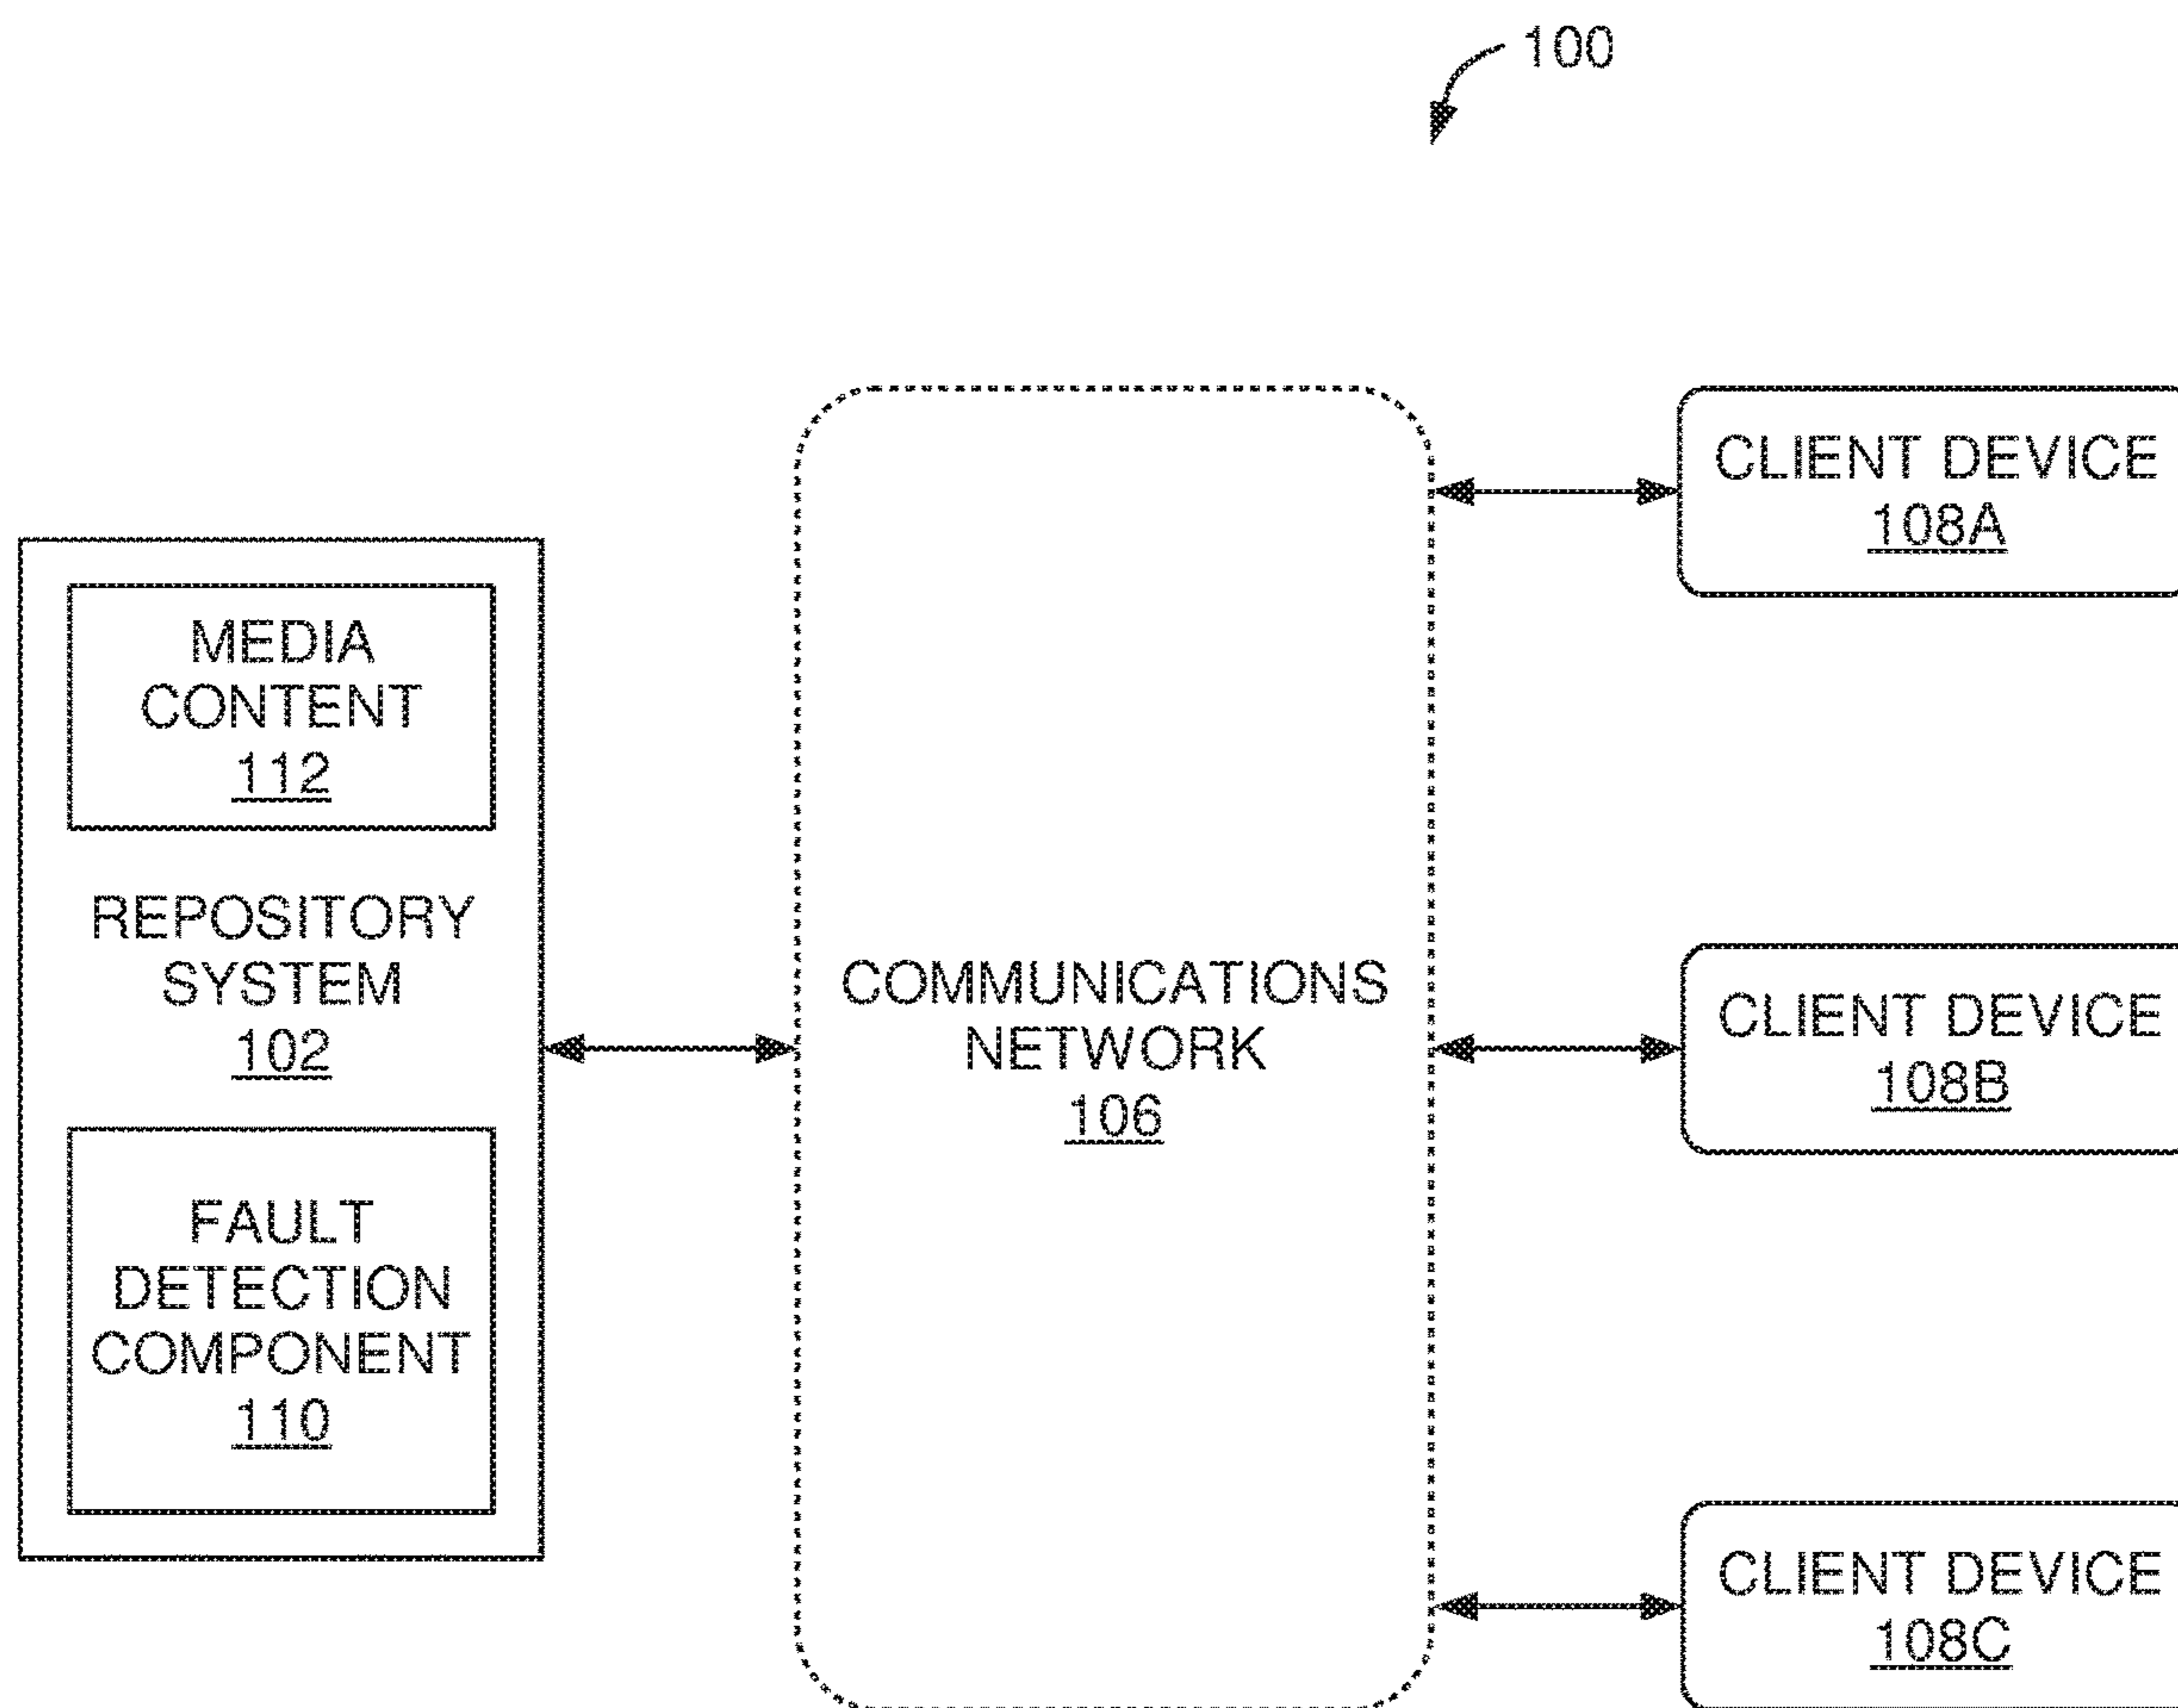 100
MEDIA
CONTENT
112
REPOSITORY
SYSTEM
102
FAULT
DETECTION
COMPONENT
110
COMMUNICATIONS
NETWORK
106
CLIENT DEVICE
108A
CLIENT DEVICE
108B
CLIENT DEVICE
108C